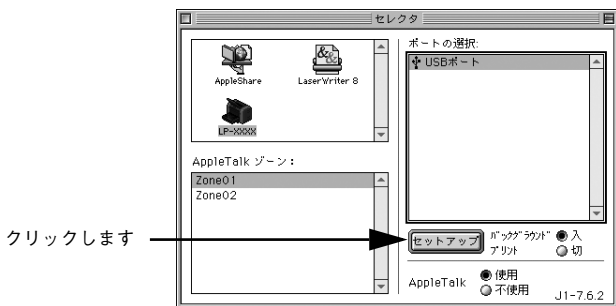 セレクタ
AppleShare
LaserWriter 8
LP-XXXX
AppleTalk ゾーン：
Zone01
Zone02
ポートの選択:
USBポート
クリックします
セットアップ
バックグラウンド
プリント
入
切
AppleTalk
使用
不使用
J1-7.6.2